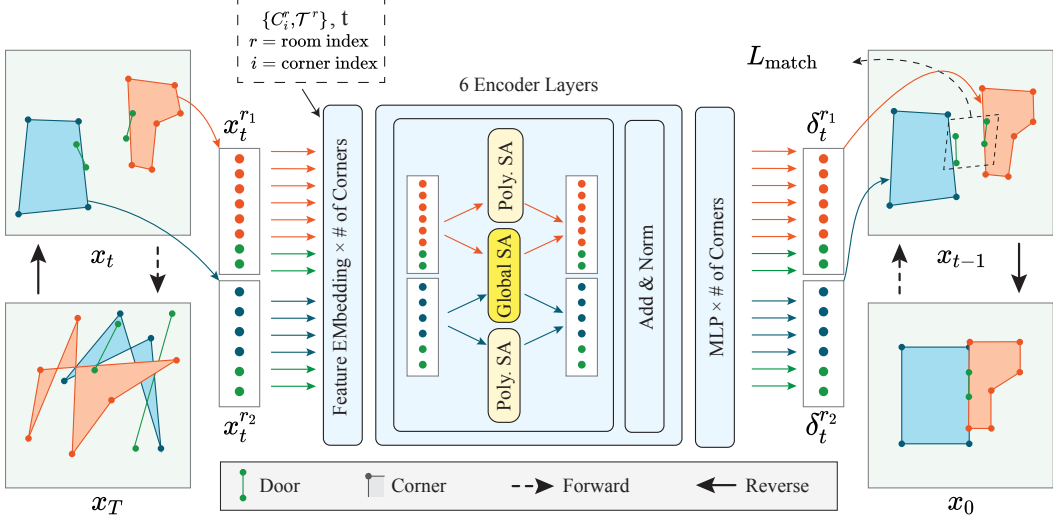 {C_i^r, 𝒯^r}, t
r = room index
i = corner index
6 Encoder Layers
L_match
x_t^{r_1}
δ_t^{r_1}
Feature EMbedding × # of Corners
Poly. SA
Global SA
Poly. SA
Add & Norm
MLP × # of Corners
x_t
x_{t−1}
x_t^{r_2}
δ_t^{r_2}
x_T
x_0
Door
Corner
Forward
Reverse